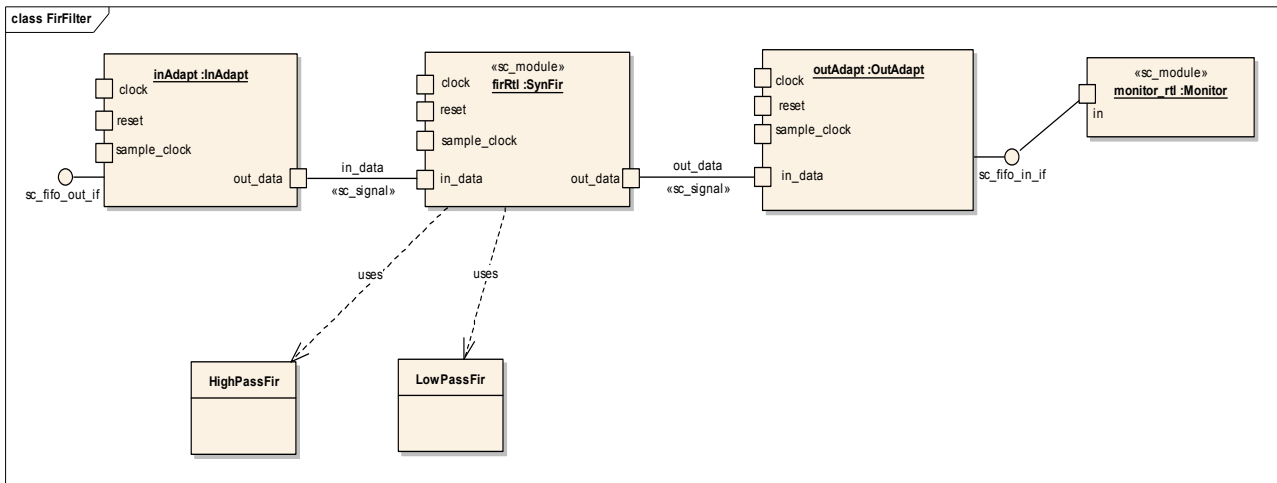 class FirFilter
inAdapt :InAdapt
clock
reset
sample_clock
out_data
sc_fifo_out_if
in_data
«sc_signal»
«sc_module»
firRtl :SynFir
clock
reset
sample_clock
in_data
out_data
out_data
«sc_signal»
outAdapt :OutAdapt
clock
reset
sample_clock
in_data
sc_fifo_in_if
«sc_module»
monitor_rtl :Monitor
in
uses
uses
HighPassFir
LowPassFir